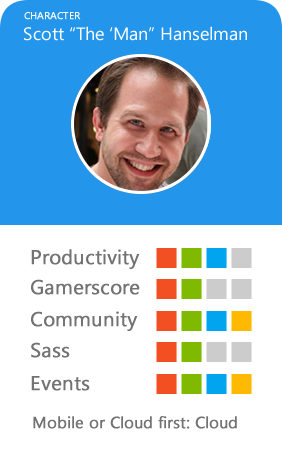 CHARACTER
Scott “The ‘Man” Hanselman
Productivity
Gamerscore
Community
Sass
Events
Mobile or Cloud first: Cloud